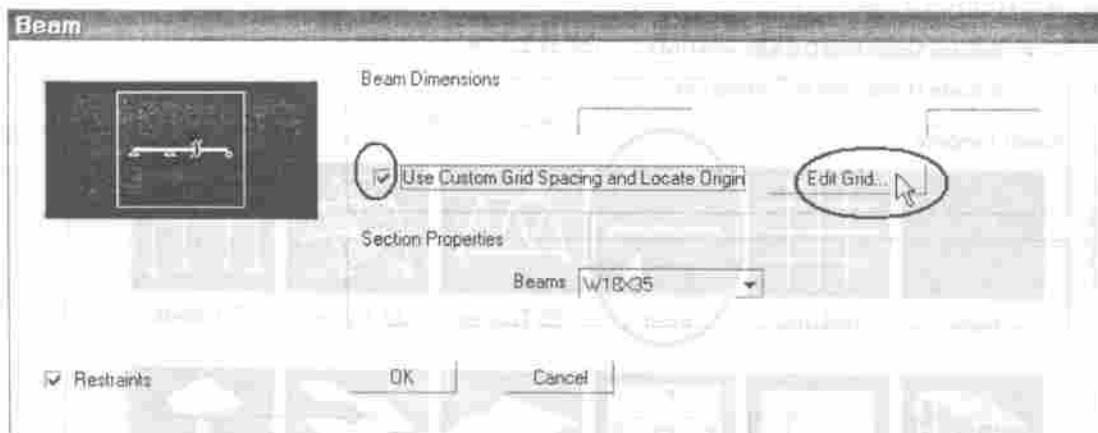 Beam
Beam Dimensions
Use Custom Grid Spacing and Locate Origin
Edit Grid...
Section Properties
Beams W18X35
Restraints
OK
Cancel